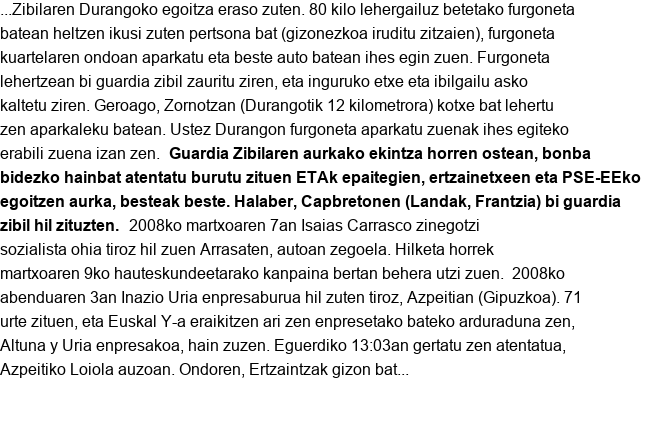 ...Zibilaren Durangoko egoitza eraso zuten. 80 kilo lehergailuz betetako furgoneta
batean heltzen ikusi zuten pertsona bat (gizonezkoa iruditu zitzaien), furgoneta
kuartelaren ondoan aparkatu eta beste auto batean ihes egin zuen. Furgoneta
lehertzean bi guardia zibil zauritu ziren, eta inguruko etxe eta ibilgailu asko
kaltetu ziren. Geroago, Zornotzan (Durangotik 12 kilometrora) kotxe bat lehertu
zen aparkaleku batean. Ustez Durangon furgoneta aparkatu zuenak ihes egiteko
erabili zuena izan zen.  Guardia Zibilaren aurkako ekintza horren ostean, bonba
bidezko hainbat atentatu burutu zituen ETAk epaitegien, ertzainetxeen eta PSE-EEko
egoitzen aurka, besteak beste. Halaber, Capbretonen (Landak, Frantzia) bi guardia
zibil hil zituzten.  2008ko martxoaren 7an Isaias Carrasco zinegotzi
sozialista ohia tiroz hil zuen Arrasaten, autoan zegoela. Hilketa horrek
martxoaren 9ko hauteskundeetarako kanpaina bertan behera utzi zuen.  2008ko
abenduaren 3an Inazio Uria enpresaburua hil zuten tiroz, Azpeitian (Gipuzkoa). 71
urte zituen, eta Euskal Y-a eraikitzen ari zen enpresetako bateko arduraduna zen,
Altuna y Uria enpresakoa, hain zuzen. Eguerdiko 13:03an gertatu zen atentatua,
Azpeitiko Loiola auzoan. Ondoren, Ertzaintzak gizon bat...